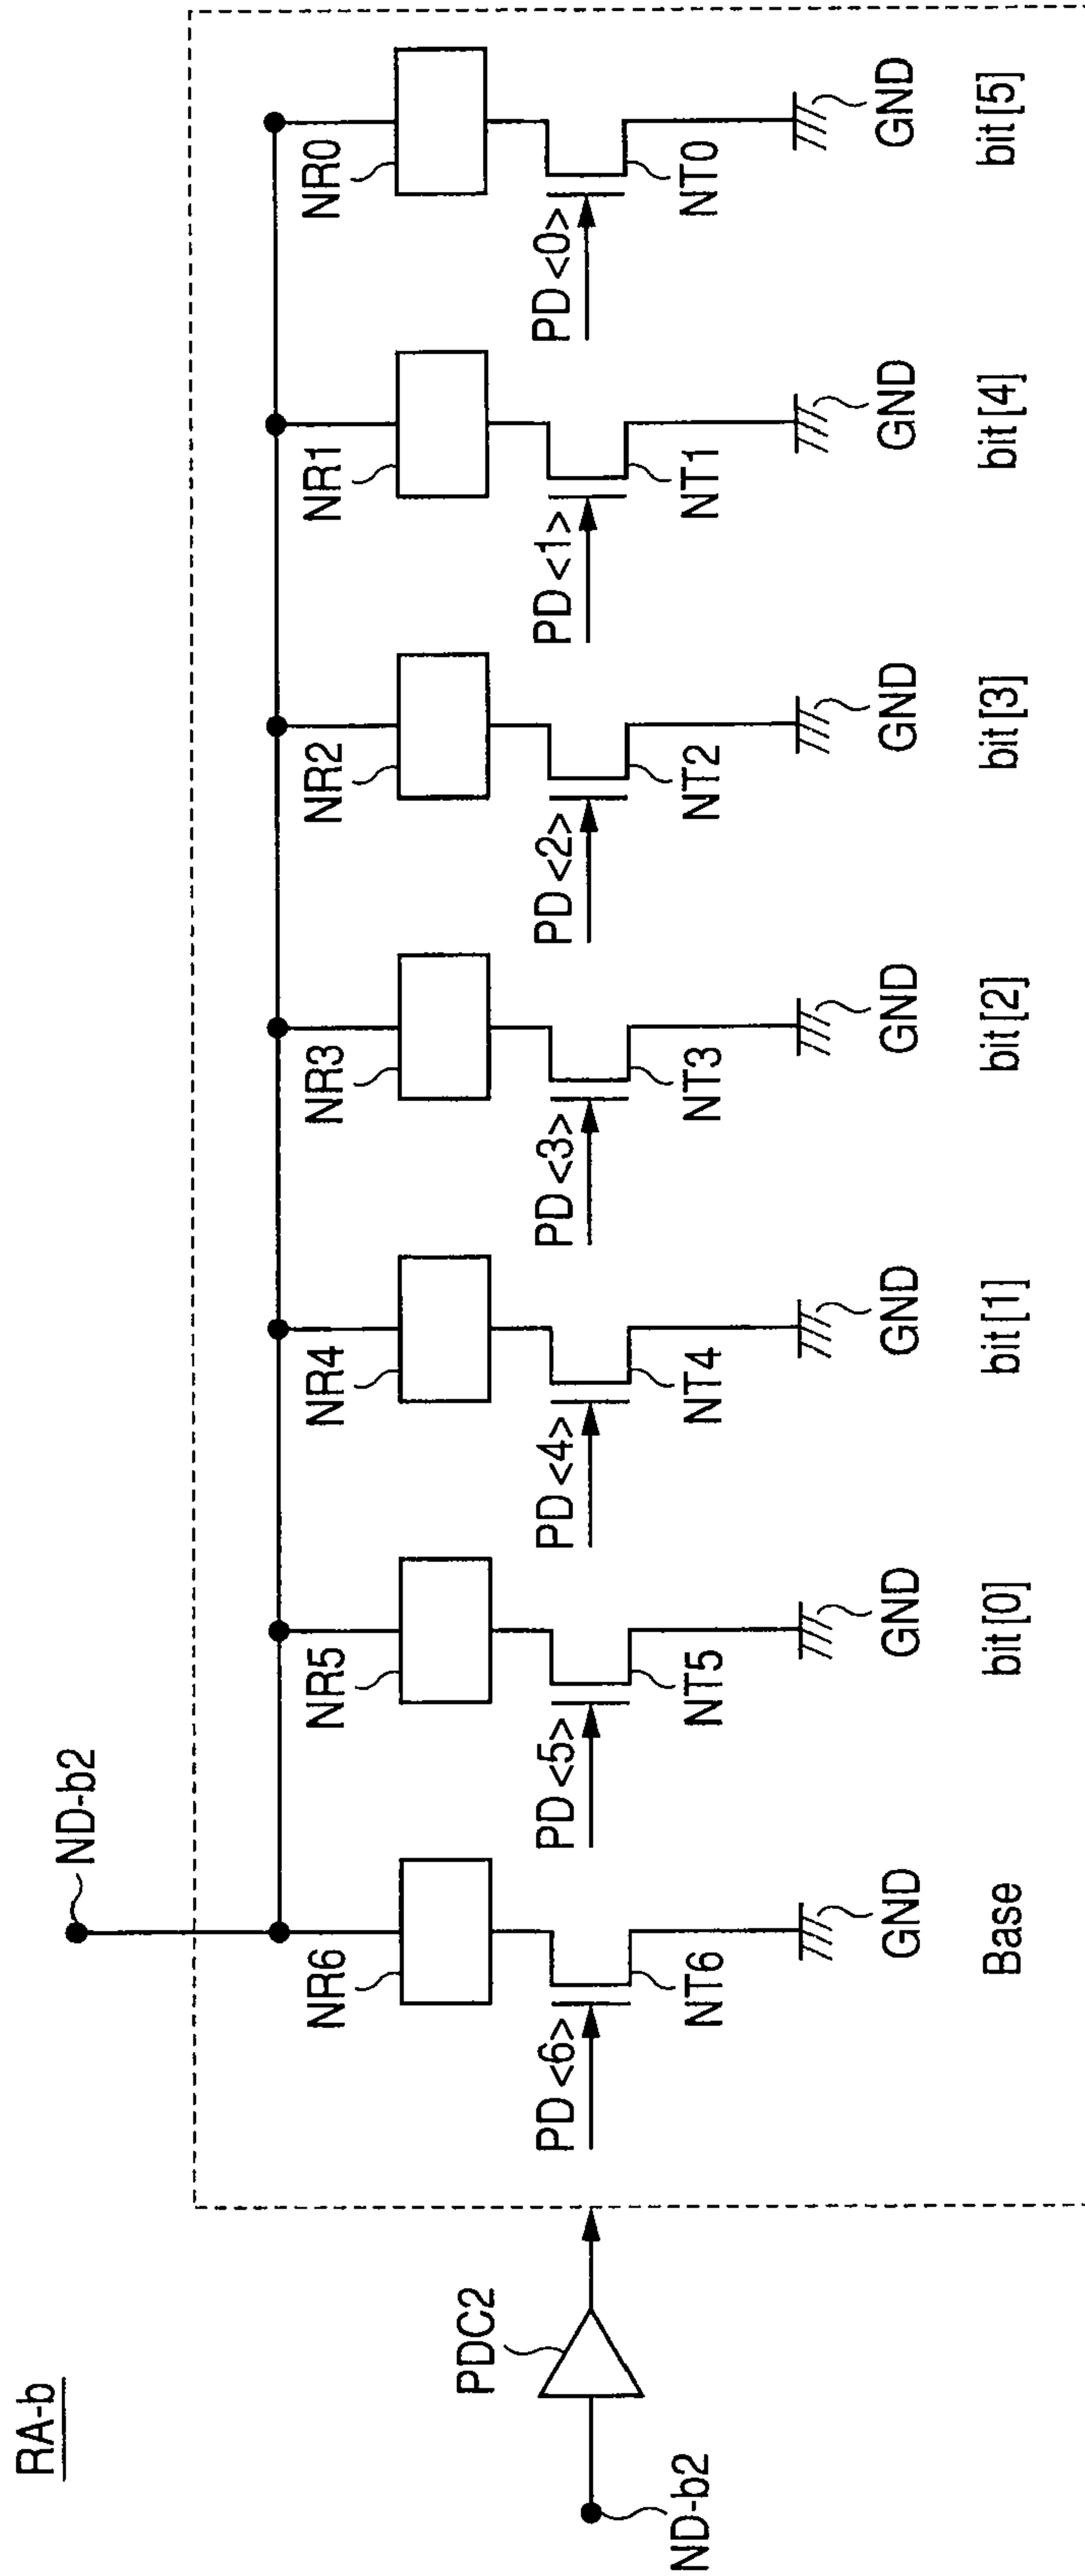 RA-b
ND-b2
NR6
NR5
NR4
NR3
NR2
NR1
NR0
PDC2
ND-b2
PD <6>
PD <5>
PD <4>
PD <3>
PD <2>
PD <1>
PD <0>
NT6
NT5
NT4
NT3
NT2
NT1
NT0
GND
GND
GND
GND
GND
GND
GND
Base
bit [0]
bit [1]
bit [2]
bit [3]
bit [4]
bit [5]